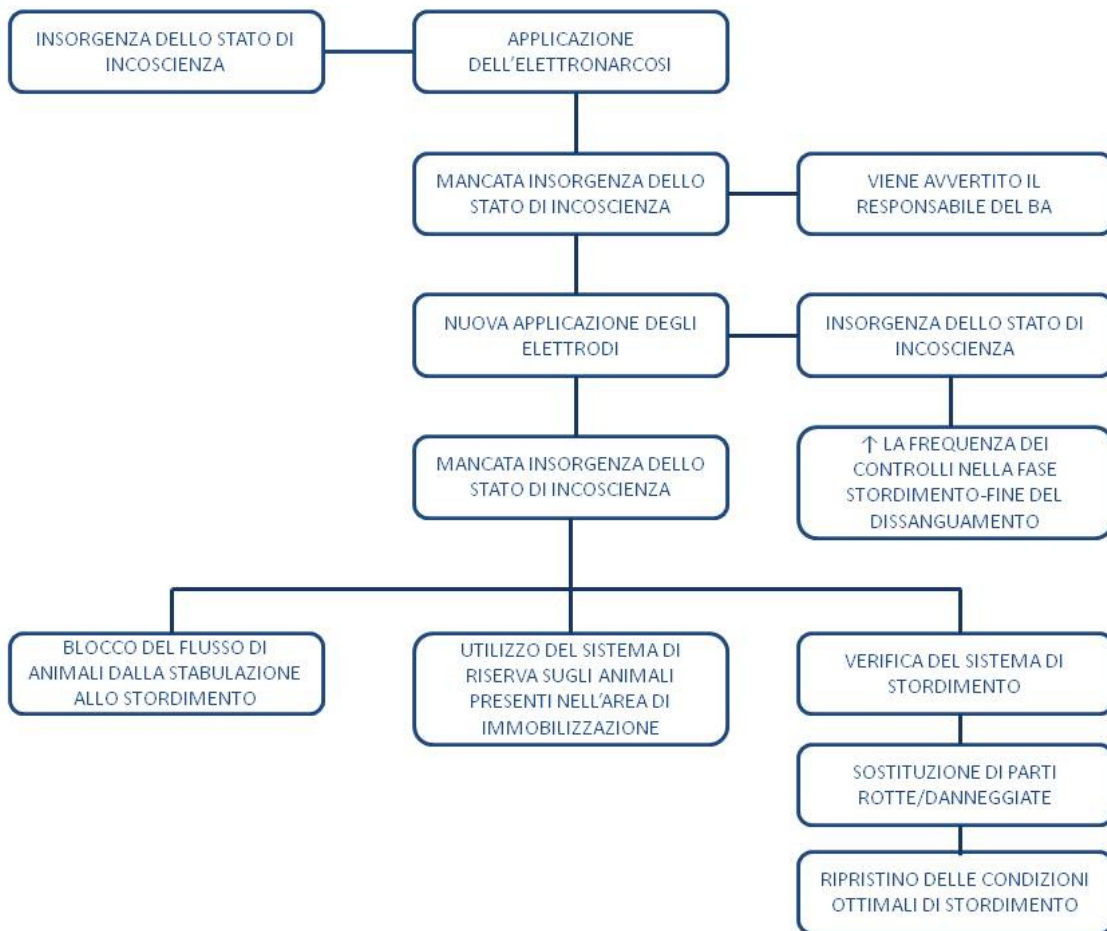 INSORGENZA DELLO STATO DI
INCOSCIENZA
APPLICAZIONE
DELL'ELETTRONARCOSI
MANCATA INSORGENZA DELLO
STATO DI INCOSCIENZA
VIENE AVVERTITO IL
RESPONSABILE DEL BA
NUOVA APPLICAZIONE DEGLI
ELETTRODI
INSORGENZA DELLO STATO DI
INCOSCIENZA
MANCATA INSORGENZA DELLO
STATO DI INCOSCIENZA
↑ LA FREQUENZA DEI
CONTROLLI NELLA FASE
STORDIMENTO-FINE DEL
DISSANGUAMENTO
BLOCCO DEL FLUSSO DI
ANIMALI DALLA STABULAZIONE
ALLO STORDIMENTO
UTILIZZO DEL SISTEMA DI
RISERVA SUGLI ANIMALI
PRESENTI NELL'AREA DI
IMMOBILIZZAZIONE
VERIFICA DEL SISTEMA DI
STORDIMENTO
SOSTITUZIONE DI PARTI
ROTTE/DANNEGGIATE
RIPRISTINO DELLE CONDIZIONI
OTTIMALI DI STORDIMENTO